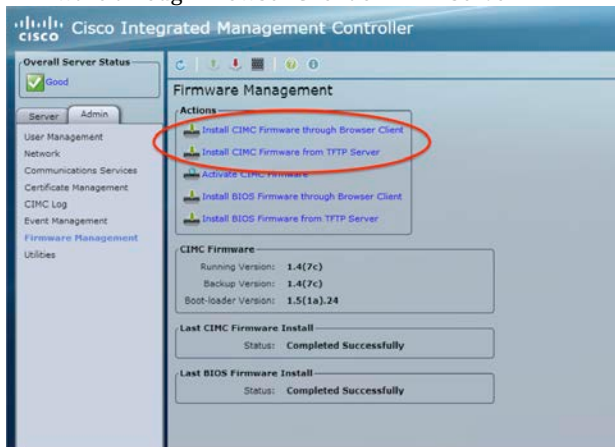 cisco
Cisco Integrated Management Controller
Overall Server Status
Good
Server
Admin
User Management
Network
Communications Services
Certificate Management
CIMC Log
Event Management
Firmware Management
Utilities
Firmware Management
Actions
Install CIMC Firmware through Browser Client
Install CIMC Firmware from TFTP Server
Activate CIMC Firmware
Install BIOS Firmware through Browser Client
Install BIOS Firmware from TFTP Server
CIMC Firmware
Running Version: 1.4(7c)
Backup Version: 1.4(7c)
Boot-loader Version: 1.5(1a).24
Last CIMC Firmware Install
Status: Completed Successfully
Last BIOS Firmware Install
Status: Completed Successfully